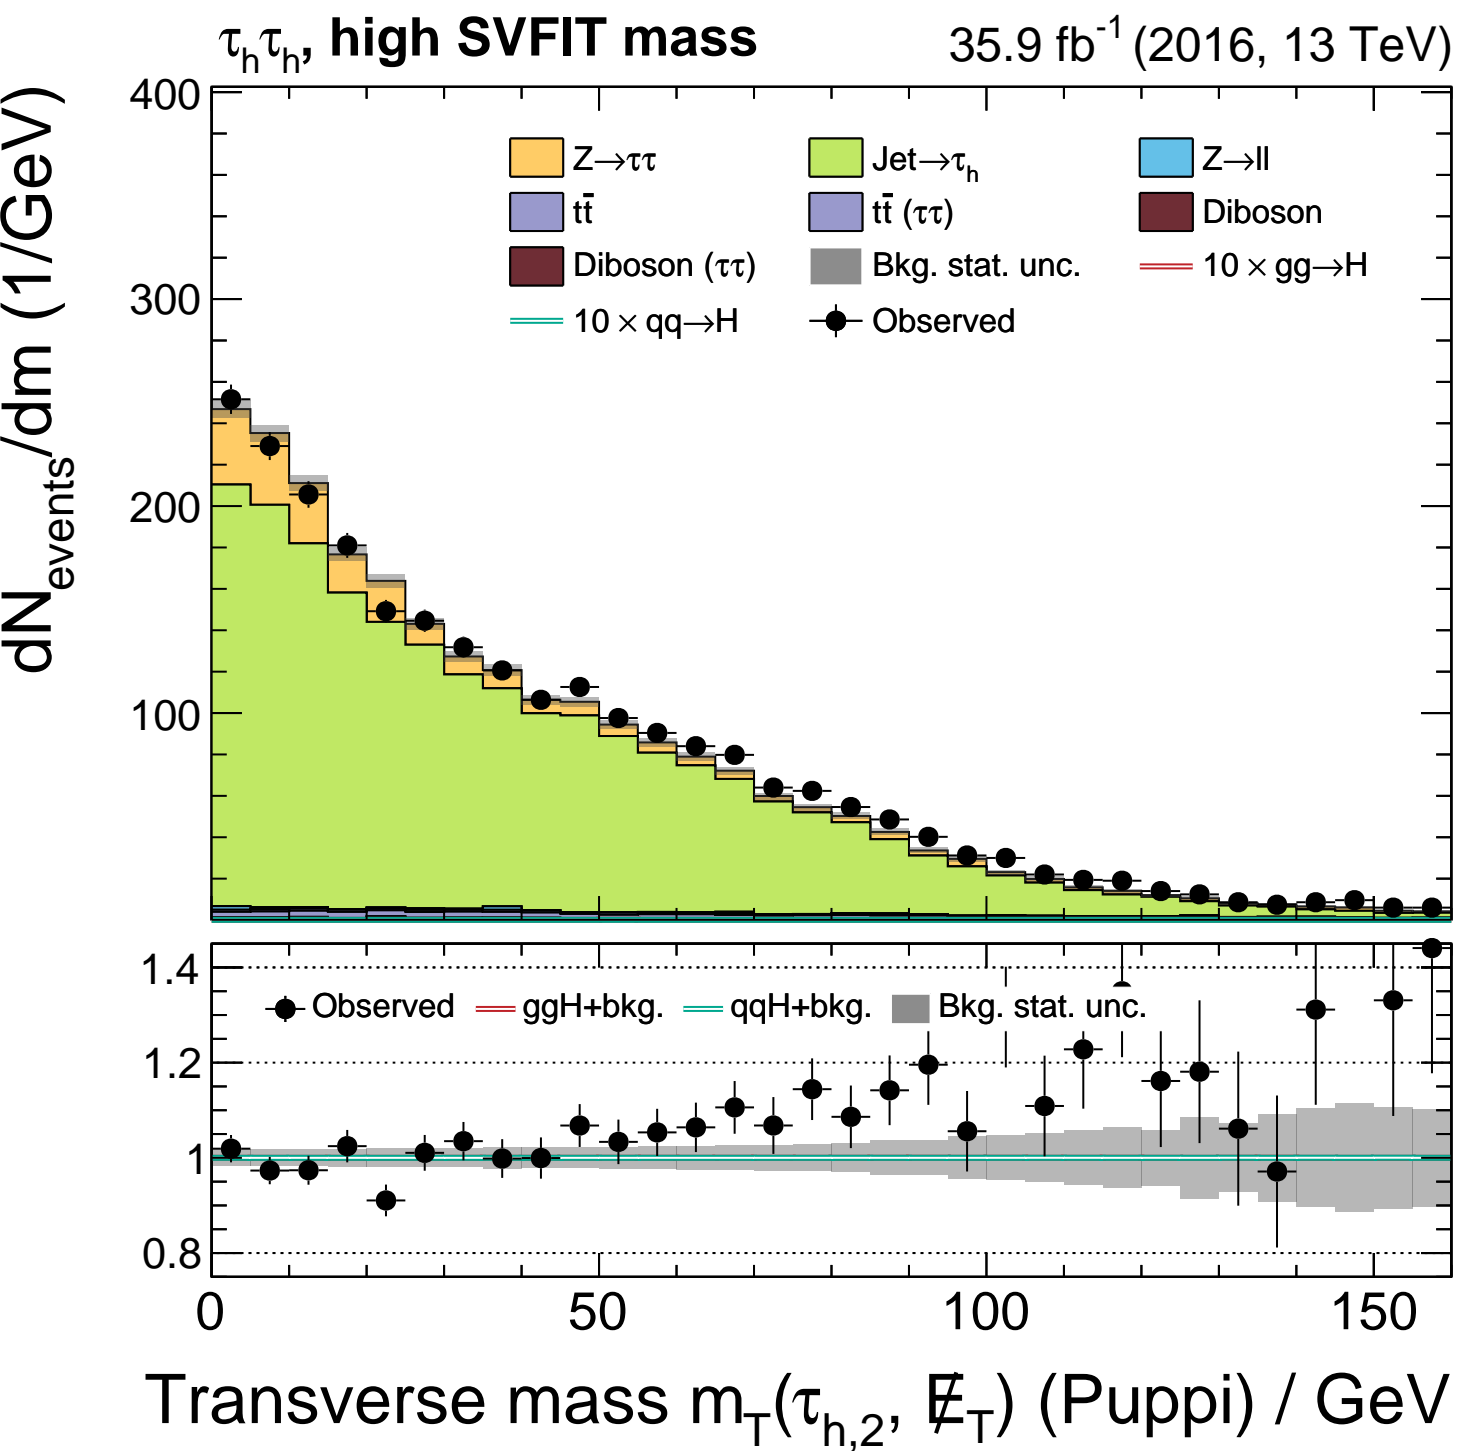 τhτh, high SVFIT mass 35.9 fb-1 (2016, 13 TeV)
dNevents/dm (1/GeV)
400
300
200
100
Z→ττ Jet→τh Z→ll
tt̄ tt̄ (ττ) Diboson
Diboson (ττ) Bkg. stat. unc. 10 × gg→H
10 × qq→H Observed
1.4
1.2
1
0.8
Observed ggH+bkg. qqH+bkg. Bkg. stat. unc.
0 50 100 150
Transverse mass mT(τh,2, E̸T) (Puppi) / GeV